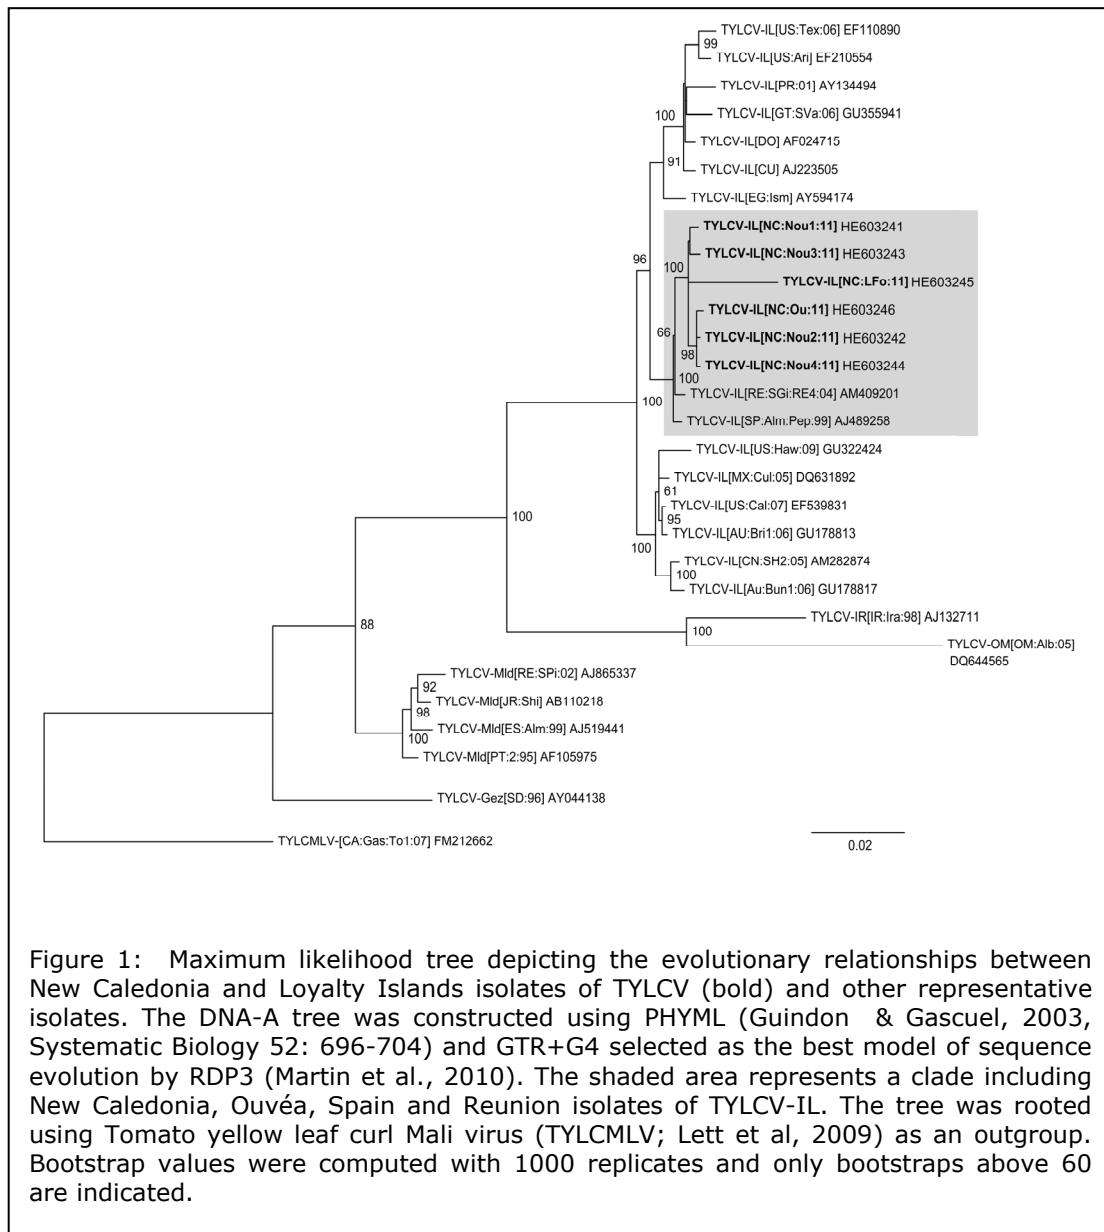 TYLCV-IL[US:Tex:06] EF110890
99
TYLCV-IL[US:Ari] EF210554
TYLCV-IL[PR:01] AY134494
100
TYLCV-IL[GT:SVa:06] GU355941
TYLCV-IL[DO] AF024715
91
TYLCV-IL[CU] AJ223505
TYLCV-IL[EG:Ism] AY594174
TYLCV-IL[NC:Nou1:11] HE603241
TYLCV-IL[NC:Nou3:11] HE603243
96
100
TYLCV-IL[NC:LFo:11] HE603245
TYLCV-IL[NC:Ou:11] HE603246
66
TYLCV-IL[NC:Nou2:11] HE603242
98
TYLCV-IL[NC:Nou4:11] HE603244
100
TYLCV-IL[RE:SGi:RE4:04] AM409201
100
TYLCV-IL[SP:Alm:Pep:99] AJ489258
TYLCV-IL[US:Haw:09] GU322424
TYLCV-IL[MX:Cul:05] DQ631892
61
TYLCV-IL[US:Cal:07] EF539831
100
95
TYLCV-IL[AU:Bri1:06] GU178813
100
TYLCV-IL[CN:SH2:05] AM282874
100
TYLCV-IL[Au:Bun1:06] GU178817
TYLCV-IR[IR:Ira:98] AJ132711
88
100
TYLCV-OM[OM:Alb:05]
DQ644565
TYLCV-Mld[RE:SPi:02] AJ865337
92
TYLCV-Mld[JR:Shi] AB110218
98
TYLCV-Mld[ES:Alm:99] AJ519441
100
TYLCV-Mld[PT:2:95] AF105975
TYLCV-Gez[SD:96] AY044138
TYLCMLV-[CA:Gas:To1:07] FM212662
0.02
Figure 1: Maximum likelihood tree depicting the evolutionary relationships between
New Caledonia and Loyalty Islands isolates of TYLCV (bold) and other representative
isolates. The DNA-A tree was constructed using PHYML (Guindon & Gascuel, 2003,
Systematic Biology 52: 696-704) and GTR+G4 selected as the best model of sequence
evolution by RDP3 (Martin et al., 2010). The shaded area represents a clade including
New Caledonia, Ouvéa, Spain and Reunion isolates of TYLCV-IL. The tree was rooted
using Tomato yellow leaf curl Mali virus (TYLCMLV; Lett et al, 2009) as an outgroup.
Bootstrap values were computed with 1000 replicates and only bootstraps above 60
are indicated.